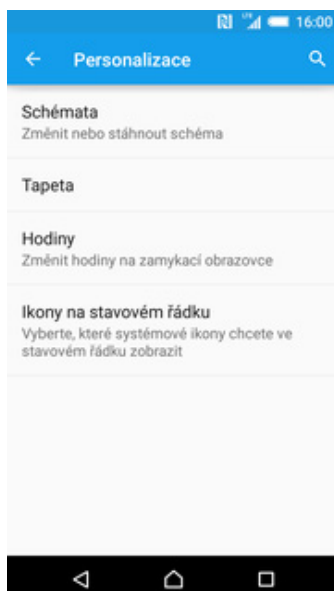 16:00
Personalizace
Schémata
Změnit nebo stáhnout schéma
Tapeta
Hodiny
Změnit hodiny na zamykací obrazovce
Ikony na stavovém řádku
Vyberte, které systémové ikony chcete ve
stavovém řádku zobrazit